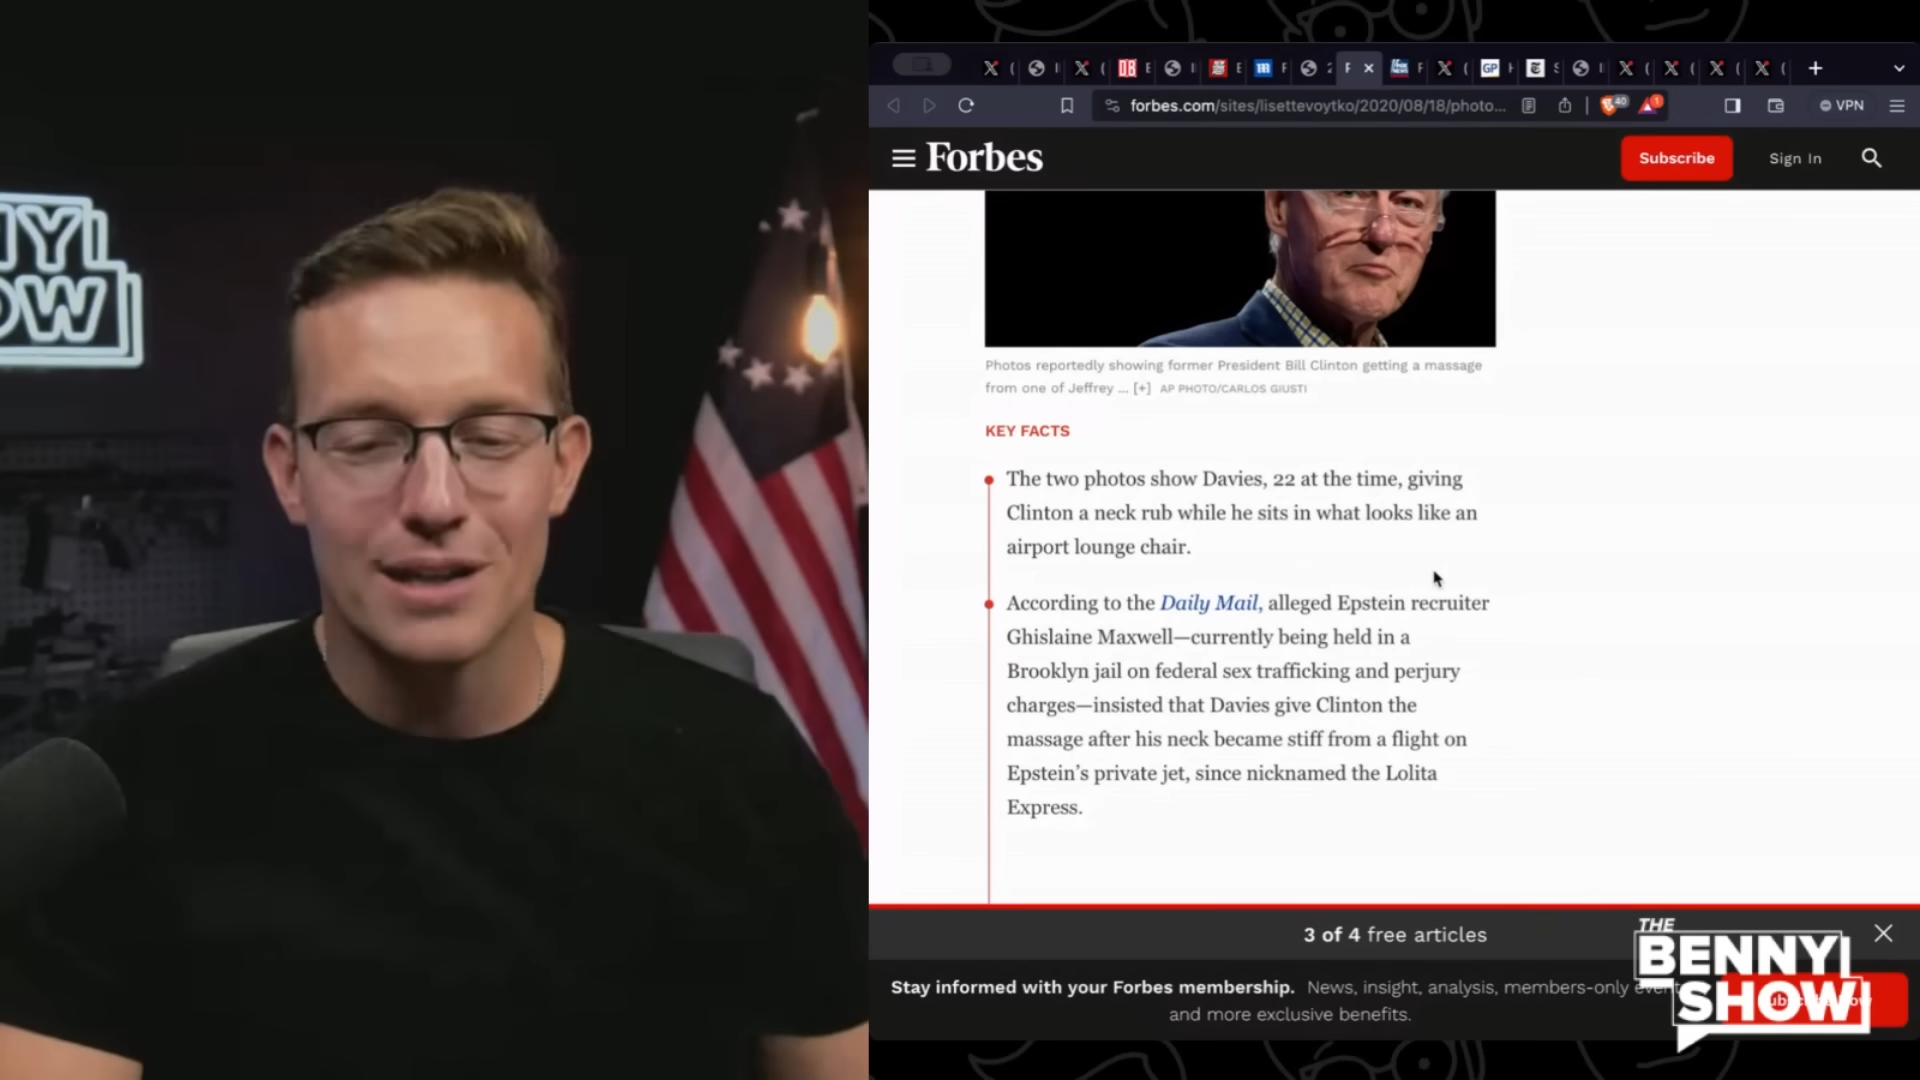 NY
OW
forbes.com/sites/lisettevoytko/2020/08/18/photo...
VPN
Forbes
Subscribe
Sign In
Photos reportedly showing former President Bill Clinton getting a massage
from one of Jeffrey ... [+] AP PHOTO/CARLOS GIUSTI
KEY FACTS
The two photos show Davies, 22 at the time, giving
Clinton a neck rub while he sits in what looks like an
airport lounge chair.
According to the Daily Mail, alleged Epstein recruiter
Ghislaine Maxwell—currently being held in a
Brooklyn jail on federal sex trafficking and perjury
charges—insisted that Davies give Clinton the
massage after his neck became stiff from a flight on
Epstein's private jet, since nicknamed the Lolita
Express.
3 of 4 free articles
Stay informed with your Forbes membership. News, insight, analysis, members-only
and more exclusive benefits.
THE
BENNY
SHOW